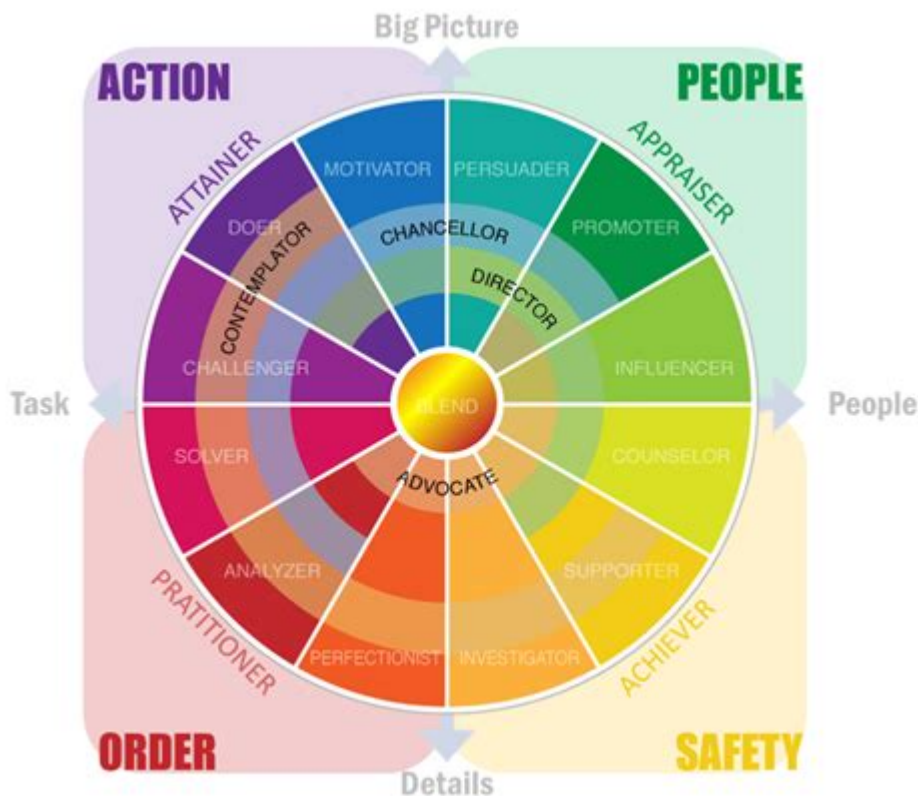 Big Picture
ACTION
PEOPLE
ATTAINER
APPRAISER
MOTIVATOR
PERSUADER
DOER
PROMOTER
CHANCELLOR
CONTEMPLATOR
DIRECTOR
CHALLENGER
INFLUENCER
Task
BLEND
People
SOLVER
COUNSELOR
ADVOCATE
ANALYZER
SUPPORTER
PRATITIONER
ACHIEVER
PERFECTIONIST
INVESTIGATOR
ORDER
SAFETY
Details